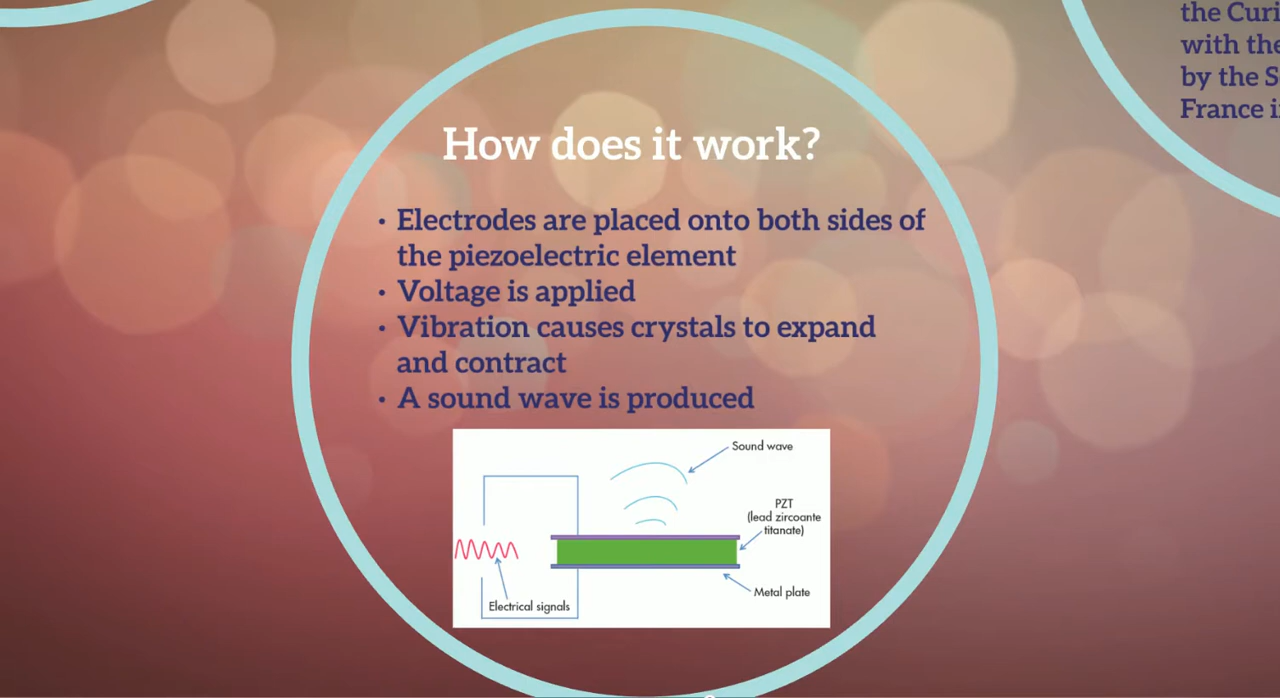 How does it work?
• Electrodes are placed onto both sides of
the piezoelectric element
• Voltage is applied
• Vibration causes crystals to expand
and contract
• A sound wave is produced
Sound wave
PZT
(lead zircoante
titanate)
Metal plate
Electrical signals
the Curi
with the
by the S
France i